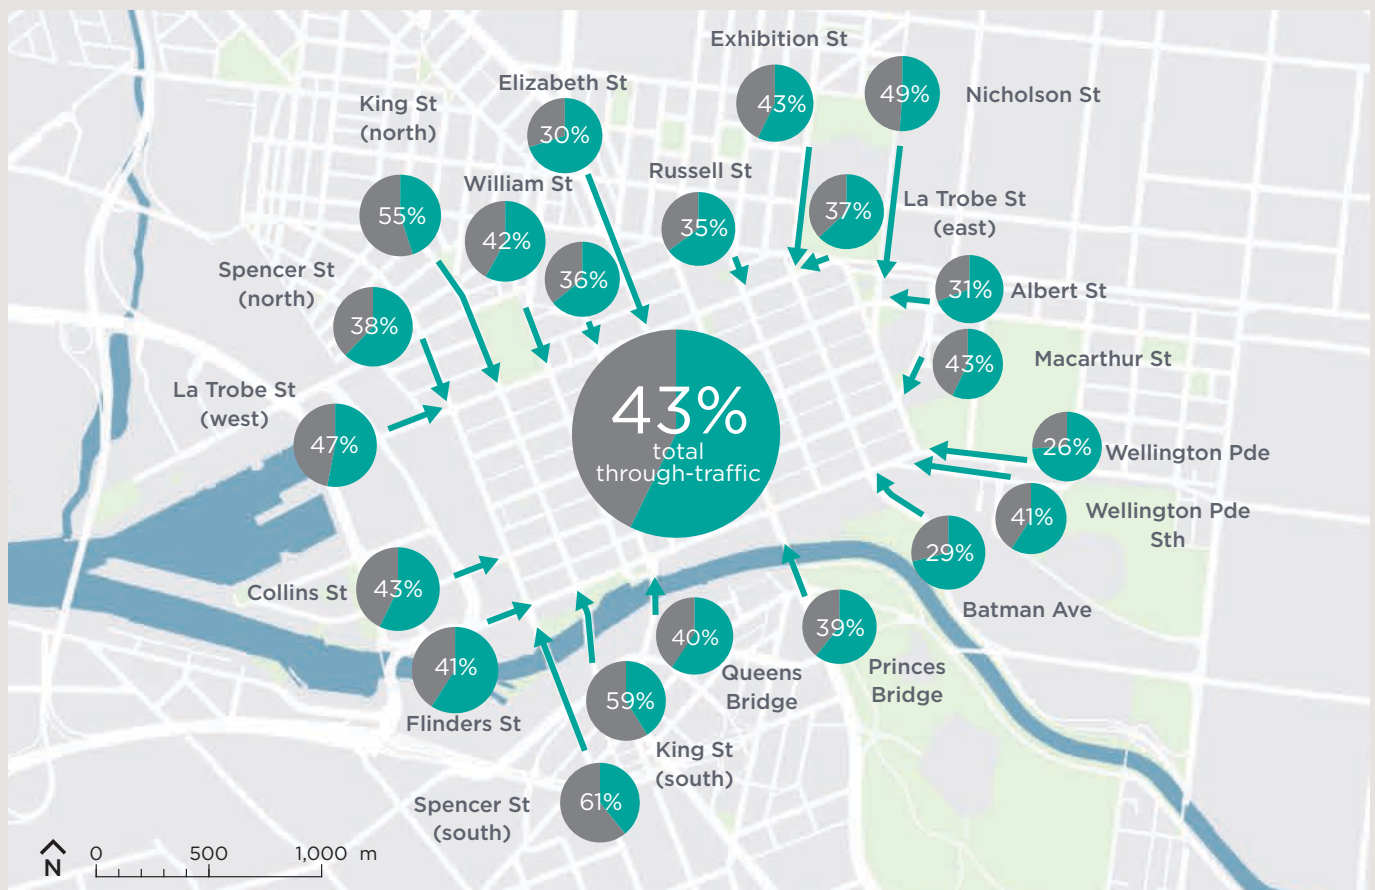 Exhibition St
43%
49%
Nicholson St
Elizabeth St
30%
King St
(north)
55%
William St
42%
36%
Russell St
35%
37%
La Trobe St
(east)
Spencer St
(north)
38%
31%
Albert St
43%
Macarthur St
La Trobe St
(west)
47%
43%
total
through-traffic
26%
Wellington Pde
41%
Wellington Pde
Sth
29%
Batman Ave
Collins St
43%
41%
Flinders St
40%
Queens
Bridge
39%
Princes
Bridge
59%
King St
(south)
Spencer St
(south)
61%
N
0 500 1,000 m